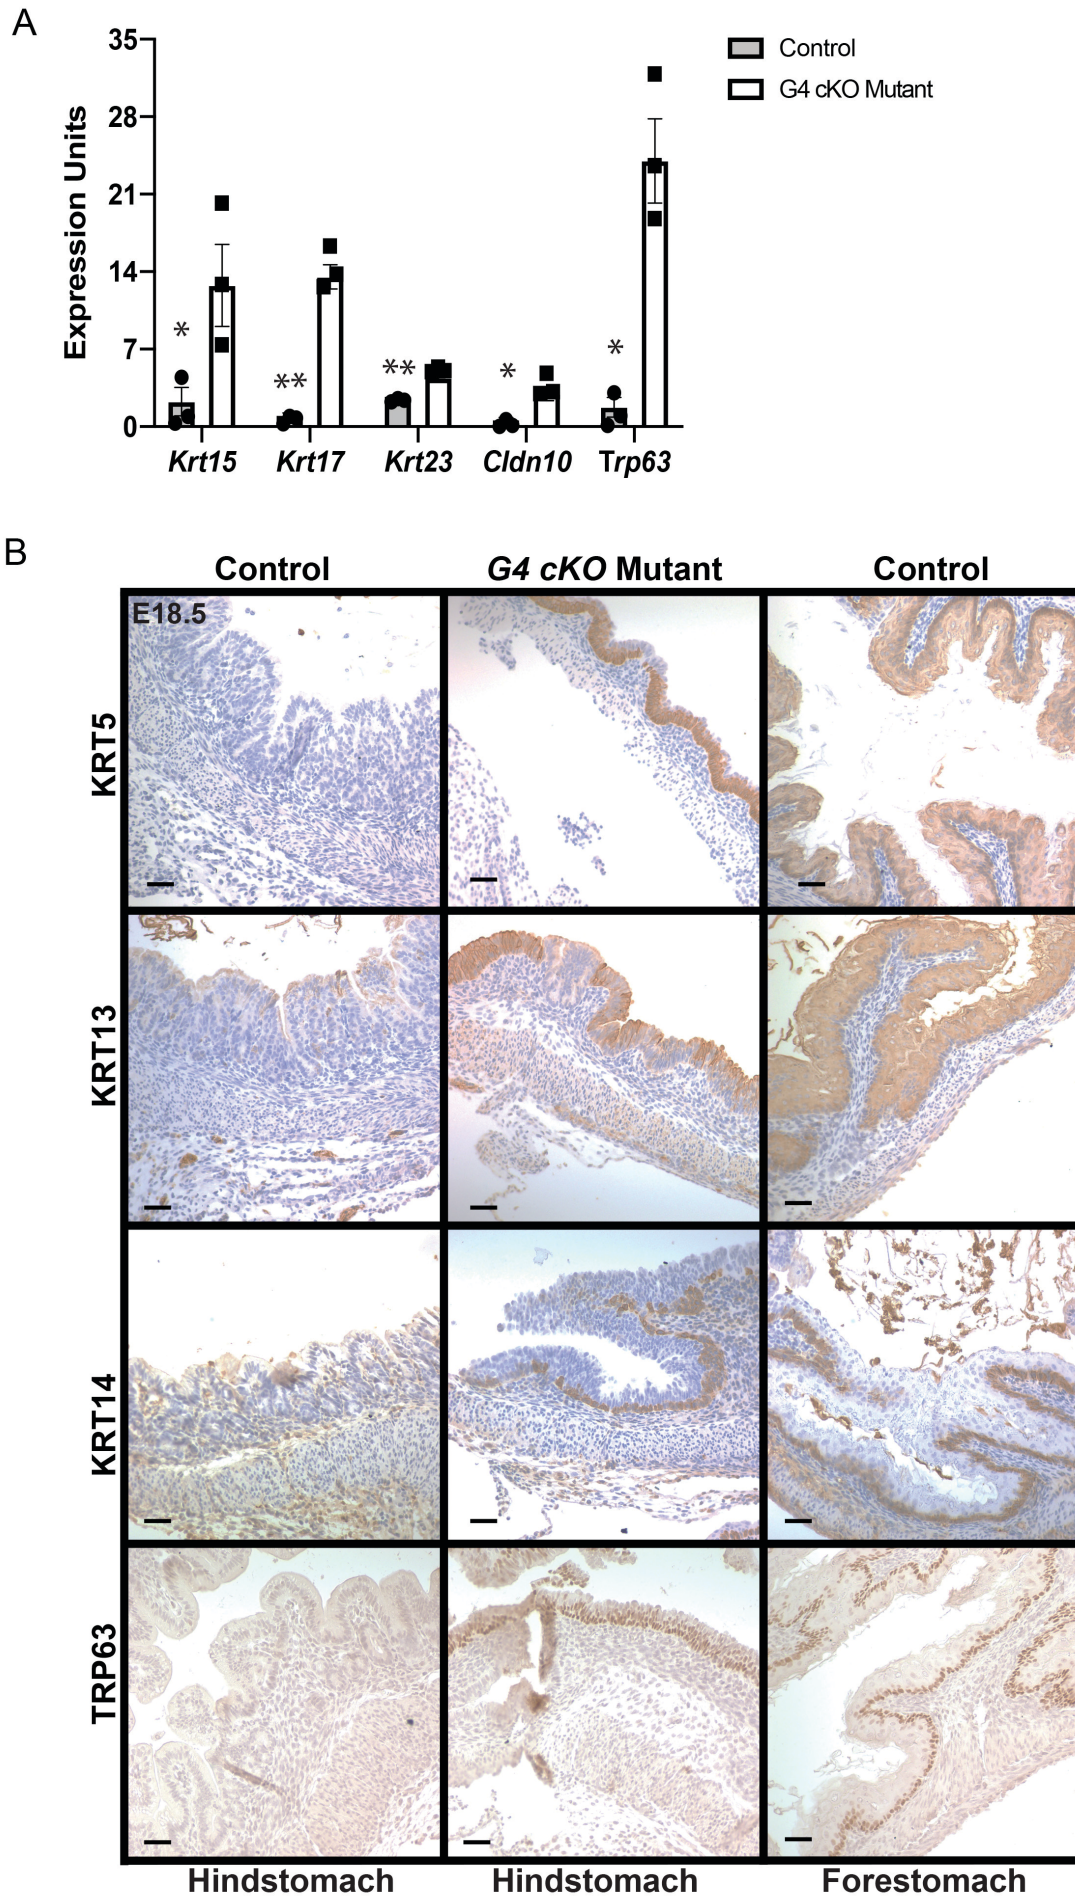 A
35
28
21
14
7
0
Expression Units
Control
G4 cKO Mutant
*
**
**
*
*
Krt15 Krt17 Krt23 Cldn10 Trp63
B
Control G4 cKO Mutant Control
E18.5
KRT5
KRT13
KRT14
TRP63
Hindstomach Hindstomach Forestomach